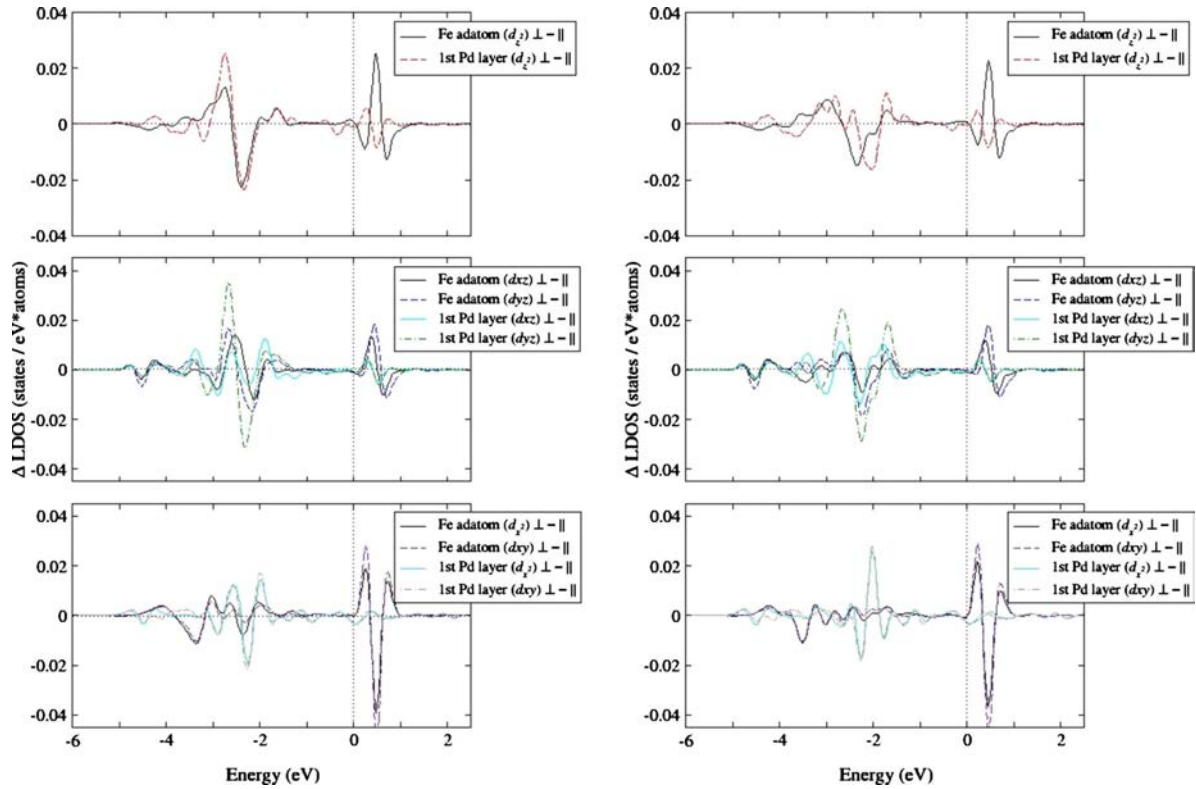 0.04
0.02
0
-0.02
-0.04
Fe adatom (d_z²) ⊥ − ||
1st Pd layer (d_z²) ⊥ − ||
0.04
0.02
0
-0.02
-0.04
Fe adatom (dxz) ⊥ − ||
Fe adatom (dyz) ⊥ − ||
1st Pd layer (dxz) ⊥ − ||
1st Pd layer (dyz) ⊥ − ||
0.04
0.02
0
-0.02
-0.04
Fe adatom (d_x²) ⊥ − ||
Fe adatom (dxy) ⊥ − ||
1st Pd layer (d_x²) ⊥ − ||
1st Pd layer (dxy) ⊥ − ||
-6 -4 -2 0 2
Energy (eV)
Δ LDOS (states / eV*atoms)
0.04
0.02
0
-0.02
-0.04
Fe adatom (d_z²) ⊥ − ||
1st Pd layer (d_z²) ⊥ − ||
0.04
0.02
0
-0.02
-0.04
Fe adatom (dxz) ⊥ − ||
Fe adatom (dyz) ⊥ − ||
1st Pd layer (dxz) ⊥ − ||
1st Pd layer (dyz) ⊥ − ||
0.04
0.02
0
-0.02
-0.04
Fe adatom (d_x²) ⊥ − ||
Fe adatom (dxy) ⊥ − ||
1st Pd layer (d_x²) ⊥ − ||
1st Pd layer (dxy) ⊥ − ||
-6 -4 -2 0 2
Energy (eV)
Δ LDOS (states / eV*atoms)